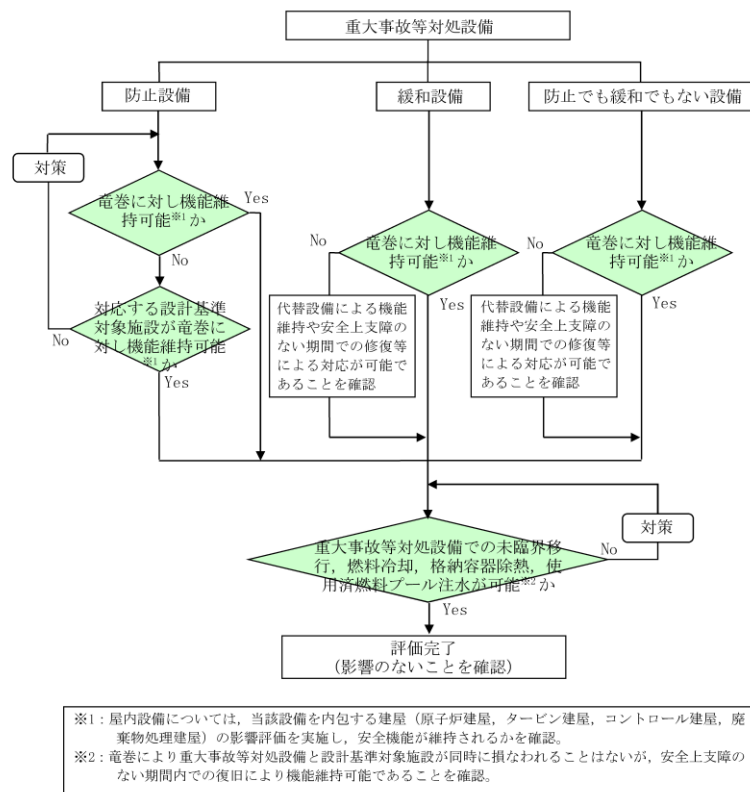 重大事故等対処設備
防止設備
緩和設備
防止でも緩和でもない設備
対策
竜巻に対し機能維
持可能※1か
Yes
No
対応する設計基準
対象施設が竜巻に
対し機能維持可能
※1か
No
Yes
竜巻に対し機能維
持可能※1か
No
Yes
代替設備による機能
維持や安全上支障の
ない期間での修復等
による対応が可能で
あることを確認
竜巻に対し機能維
持可能※1か
No
Yes
代替設備による機能
維持や安全上支障の
ない期間での修復等
による対応が可能で
あることを確認
対策
重大事故等対処設備での未臨界移
行，燃料冷却，格納容器除熱，使
用済燃料プール注水が可能※2か
No
Yes
評価完了
（影響のないことを確認）
※1：屋内設備については，当該設備を内包する建屋（原子炉建屋，タービン建屋，コントロール建屋，廃
棄物処理建屋）の影響評価を実施し，安全機能が維持されるかを確認。
※2：竜巻により重大事故等対処設備と設計基準対象施設が同時に損なわれることはないが，安全上支障の
ない期間内での復旧により機能維持可能であることを確認。